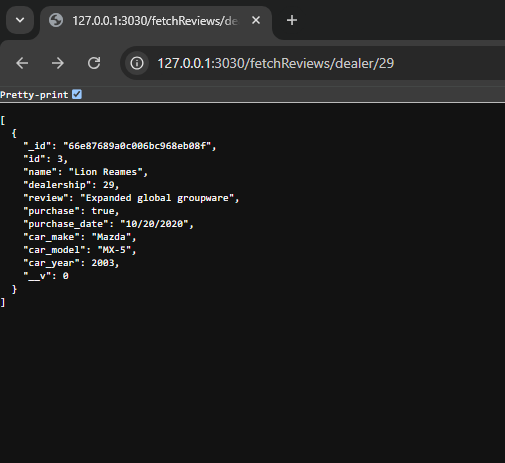 127.0.0.1:3030/fetchReviews/de
127.0.0.1:3030/fetchReviews/dealer/29
Pretty-print
[
  {
    "_id": "66e87689a0c006bc968eb08f",
    "id": 3,
    "name": "Lion Reames",
    "dealership": 29,
    "review": "Expanded global groupware",
    "purchase": true,
    "purchase_date": "10/20/2020",
    "car_make": "Mazda",
    "car_model": "MX-5",
    "car_year": 2003,
    "__v": 0
  }
]